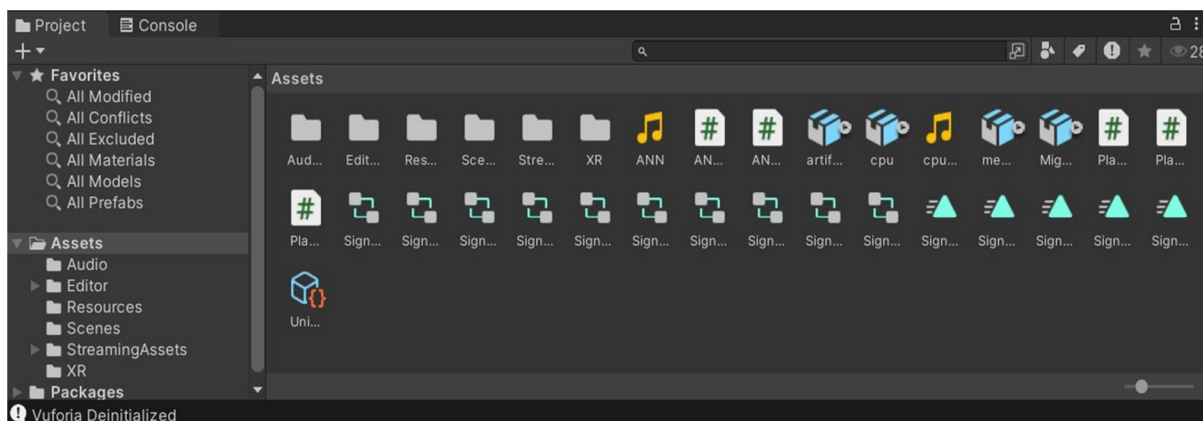 Project Console
28
Favorites
All Modified
All Conflicts
All Excluded
All Materials
All Models
All Prefabs
Assets
Audio
Editor
Resources
Scenes
StreamingAssets
XR
Packages
Assets
Aud... Edit... Res... Sce... Stre... XR ANN AN... AN... artif... cpu cpu... me... Mig... Pla... Pla...
Pla... Sign... Sign... Sign... Sign... Sign... Sign... Sign... Sign... Sign... Sign... Sign... Sign... Sign... Sign... Sign...
Uni...
Vuforia Deinitialized